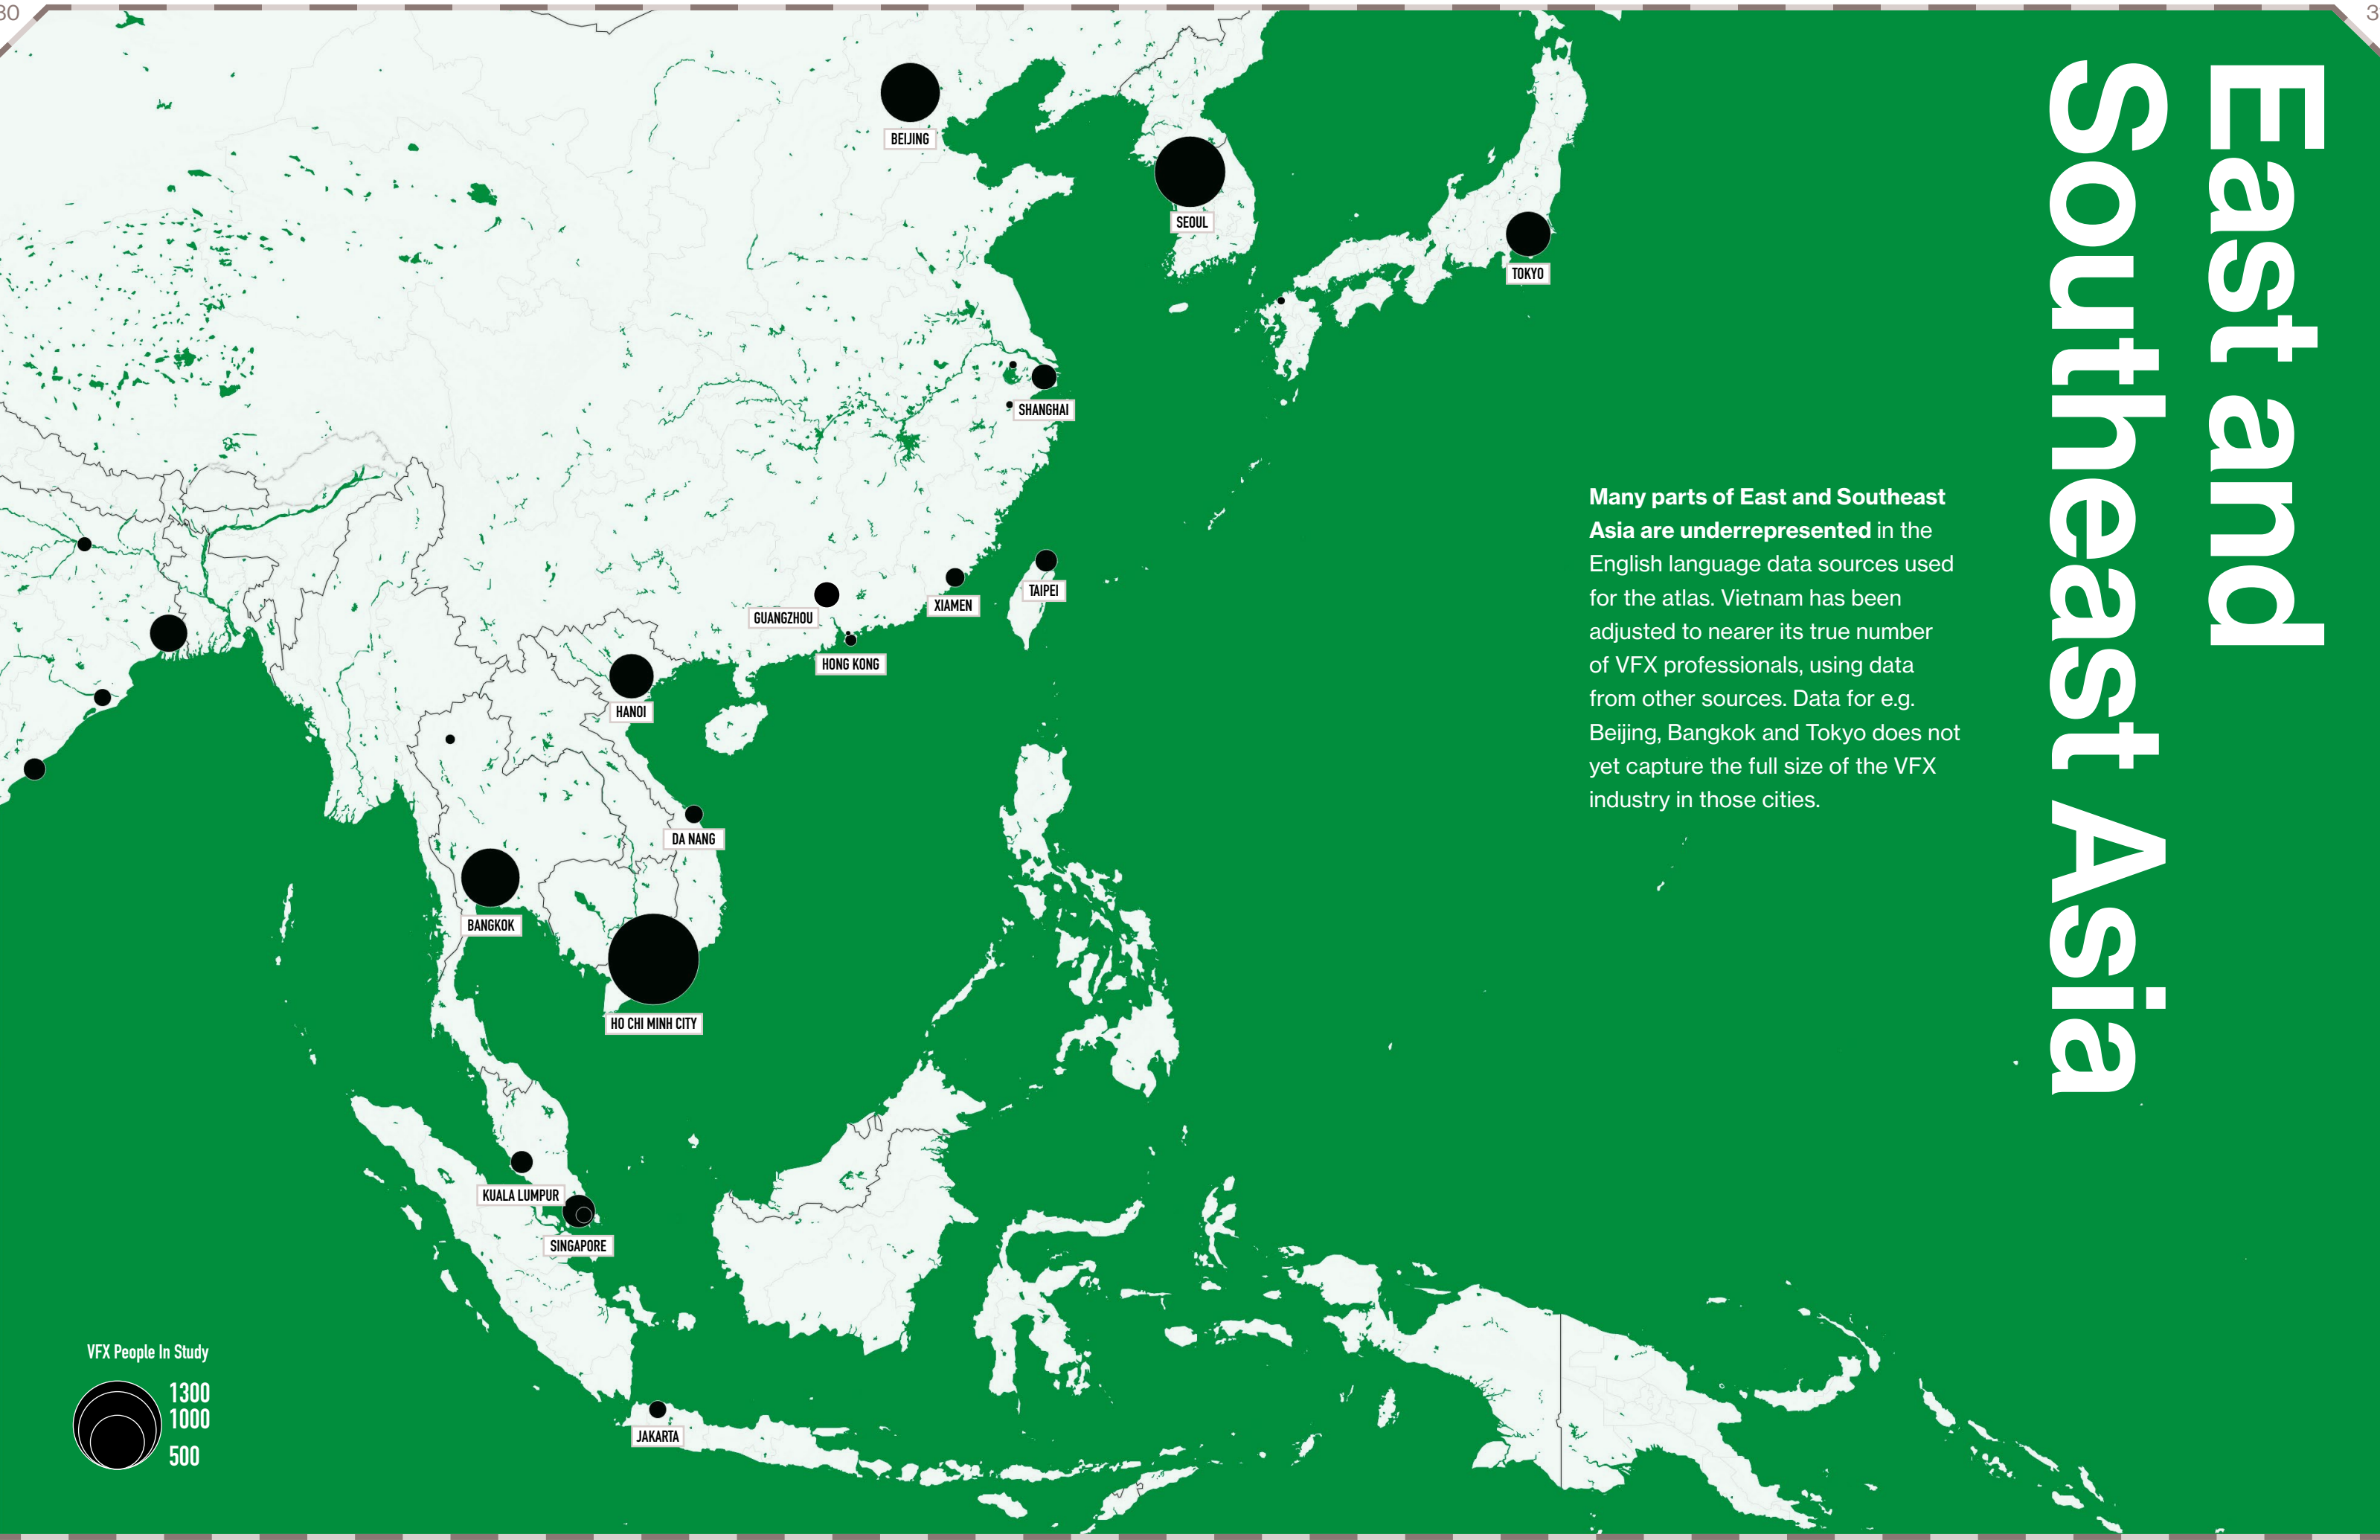 30
3
East and
Southeast Asia
BEIJING
SEOUL
TOKYO
SHANGHAI
Many parts of East and Southeast
Asia are underrepresented in the
English language data sources used
for the atlas. Vietnam has been
adjusted to nearer its true number
of VFX professionals, using data
from other sources. Data for e.g.
Beijing, Bangkok and Tokyo does not
yet capture the full size of the VFX
industry in those cities.
TAIPEI
XIAMEN
GUANGZHOU
HONG KONG
HANOI
DA NANG
BANGKOK
HO CHI MINH CITY
KUALA LUMPUR
SINGAPORE
JAKARTA
VFX People In Study
1300
1000
500